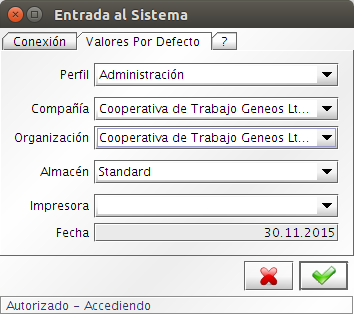 Entrada al Sistema
Conexión Valores Por Defecto ?
Perfil Administración
Compañía Cooperativa de Trabajo Geneos Lt...
Organización Cooperativa de Trabajo Geneos Lt...
Almacén Standard
Impresora
Fecha 30.11.2015
Autorizado - Accediendo